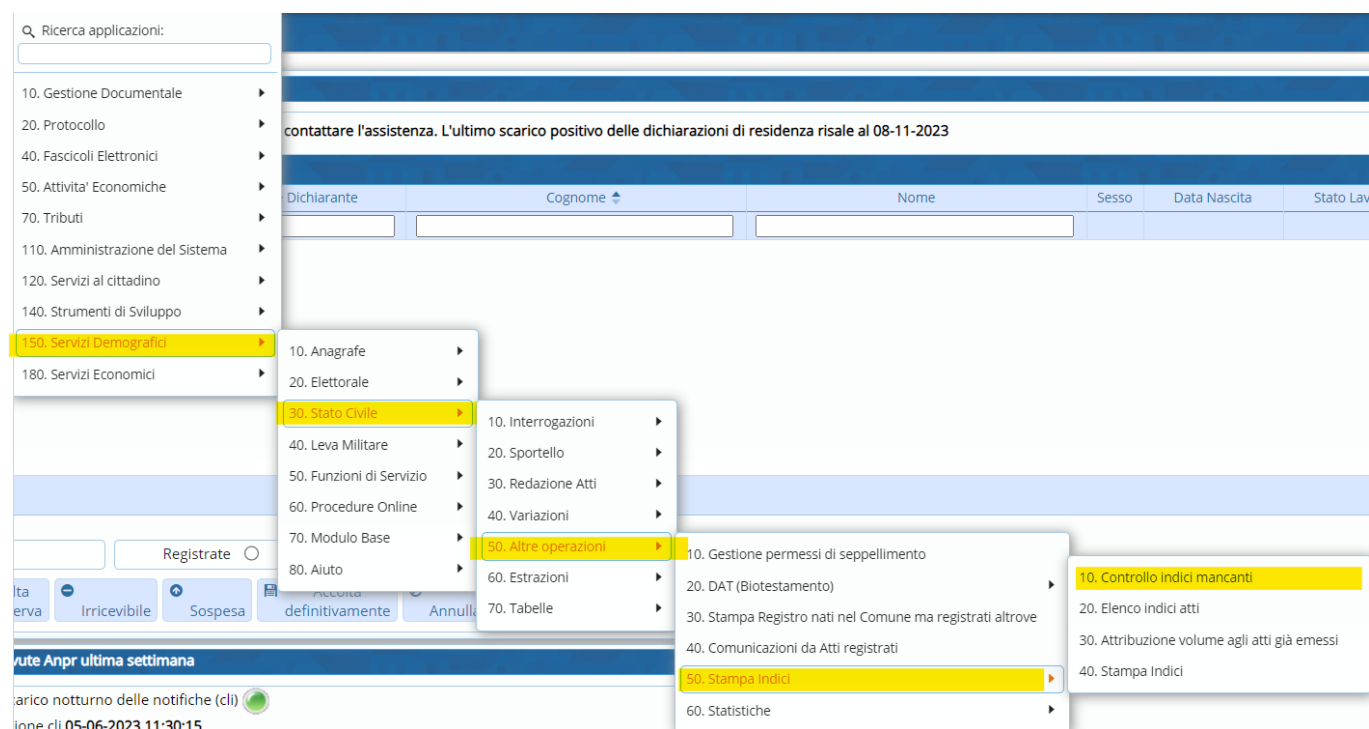 Ricerca applicazioni:
10. Gestione Documentale
20. Protocollo
40. Fascicoli Elettronici
50. Attivita' Economiche
70. Tributi
110. Amministrazione del Sistema
120. Servizi al cittadino
140. Strumenti di Sviluppo
150. Servizi Demografici
180. Servizi Economici
contattare l'assistenza. L'ultimo scarico positivo delle dichiarazioni di residenza risale al 08-11-2023
Dichiarante Cognome Nome Sesso Data Nascita Stato Lav
10. Anagrafe
20. Elettorale
30. Stato Civile
40. Leva Militare
50. Funzioni di Servizio
60. Procedure Online
70. Modulo Base
80. Aiuto
10. Interrogazioni
20. Sportello
30. Redazione Atti
40. Variazioni
50. Altre operazioni
60. Estrazioni
70. Tabelle
10. Gestione permessi di seppellimento
20. DAT (Biotestamento)
30. Stampa Registro nati nel Comune ma registrati altrove
40. Comunicazioni da Atti registrati
50. Stampa Indici
60. Statistiche
10. Controllo indici mancanti
20. Elenco indici atti
30. Attribuzione volume agli atti già emessi
40. Stampa Indici
Registrate
lta
erva
Irricevibile
Sospesa
Accolta
definitivamente
Annulla
vute Anpr ultima settimana
carico notturno delle notifiche (cli)
ione cli 05-06-2023 11:30:15